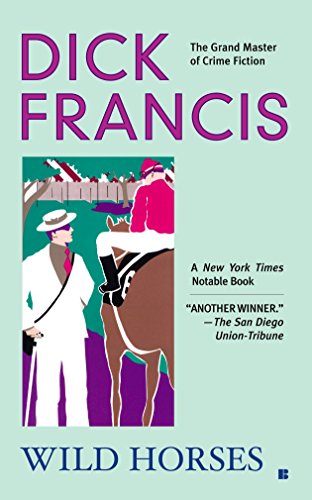 DICK
FRANCIS
The Grand Master
of Crime Fiction
A New York Times
Notable Book
“ANOTHER WINNER.”
—The San Diego
Union-Tribune
WILD HORSES
B